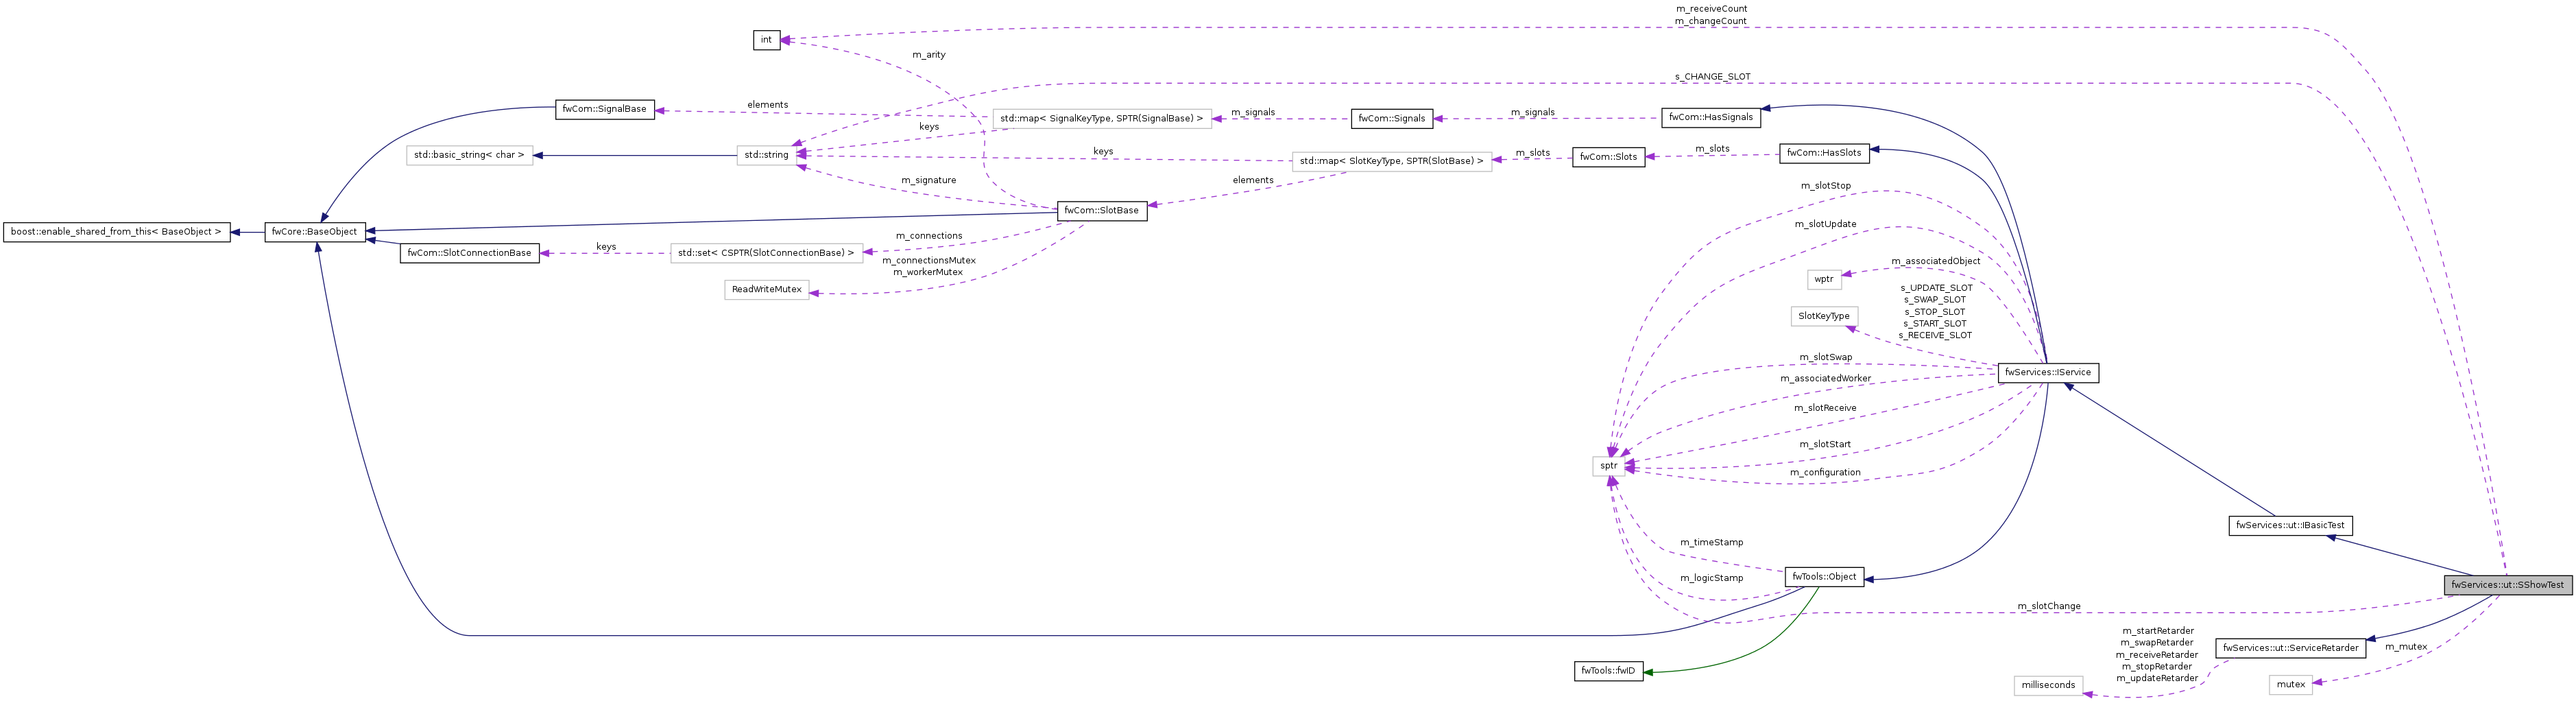 m_receiveCount
m_changeCount
int
m_arity
s_CHANGE_SLOT
fwCom::SignalBase
elements
std::map< SignalKeyType, SPTR(SignalBase) >
m_signals
fwCom::Signals
m_signals
fwCom::HasSignals
keys
std::basic_string< char >
std::string
keys
std::map< SlotKeyType, SPTR(SlotBase) >
m_slots
fwCom::Slots
m_slots
fwCom::HasSlots
m_signature
elements
m_slotStop
fwCom::SlotBase
m_slotUpdate
boost::enable_shared_from_this< BaseObject >
fwCore::BaseObject
m_connections
fwCom::SlotConnectionBase
keys
std::set< CSPTR(SlotConnectionBase) >
m_connectionsMutex
m_workerMutex
ReadWriteMutex
m_associatedObject
wptr
s_UPDATE_SLOT
s_SWAP_SLOT
s_STOP_SLOT
s_START_SLOT
s_RECEIVE_SLOT
SlotKeyType
m_slotSwap
fwServices::IService
m_associatedWorker
m_slotReceive
m_slotStart
sptr
m_configuration
fwServices::ut::IBasicTest
m_timeStamp
m_logicStamp
fwTools::Object
fwServices::ut::SShowTest
m_slotChange
m_startRetarder
m_swapRetarder
m_receiveRetarder
m_stopRetarder
m_updateRetarder
fwServices::ut::ServiceRetarder
m_mutex
fwTools::fwID
milliseconds
mutex